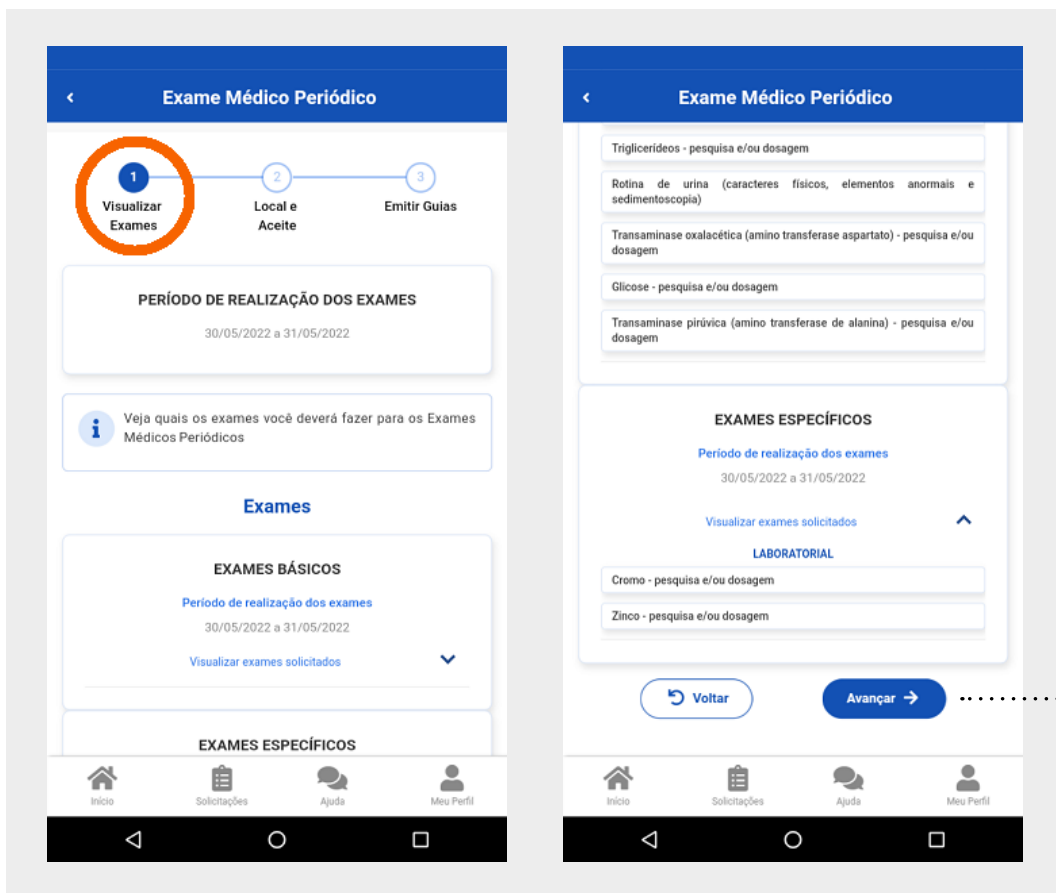 Exame Médico Periódico
1
2
3
Visualizar
Exames
Local e
Aceite
Emitir Guias
PERÍODO DE REALIZAÇÃO DOS EXAMES
30/05/2022 a 31/05/2022
Veja quais os exames você deverá fazer para os Exames
Médicos Periódicos
Exames
EXAMES BÁSICOS
Período de realização dos exames
30/05/2022 a 31/05/2022
Visualizar exames solicitados
EXAMES ESPECÍFICOS
Início
Solicitações
Ajuda
Meu Perfil
Exame Médico Periódico
Triglicerídeos - pesquisa e/ou dosagem
Rotina de urina (caracteres físicos, elementos anormais e
sedimentoscopia)
Transaminase oxalacética (amino transferase aspartato) - pesquisa e/ou
dosagem
Glicose - pesquisa e/ou dosagem
Transaminase pirúvica (amino transferase de alanina) - pesquisa e/ou
dosagem
EXAMES ESPECÍFICOS
Período de realização dos exames
30/05/2022 a 31/05/2022
Visualizar exames solicitados
LABORATORIAL
Cromo - pesquisa e/ou dosagem
Zinco - pesquisa e/ou dosagem
Voltar
Avançar
Início
Solicitações
Ajuda
Meu Perfil